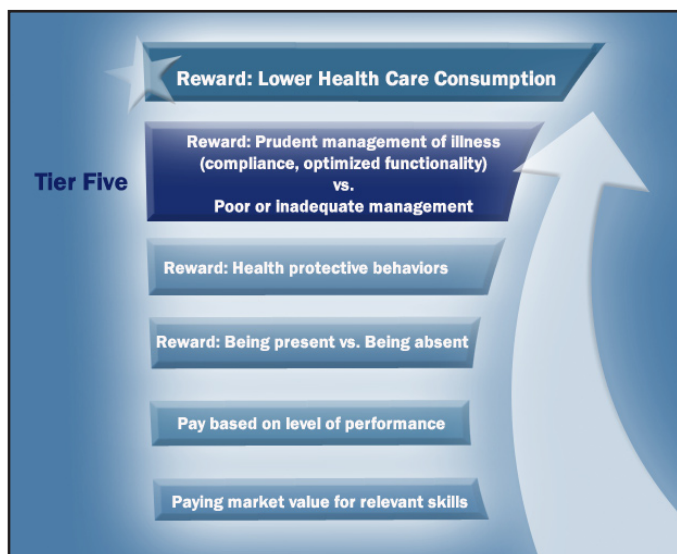 Reward: Lower Health Care Consumption
Reward: Prudent management of illness
(compliance, optimized functionality)
vs.
Poor or Inadequate management
Tier Five
Reward: Health protective behaviors
Reward: Being present vs. Being absent
Pay based on level of performance
Paying market value for relevant skills